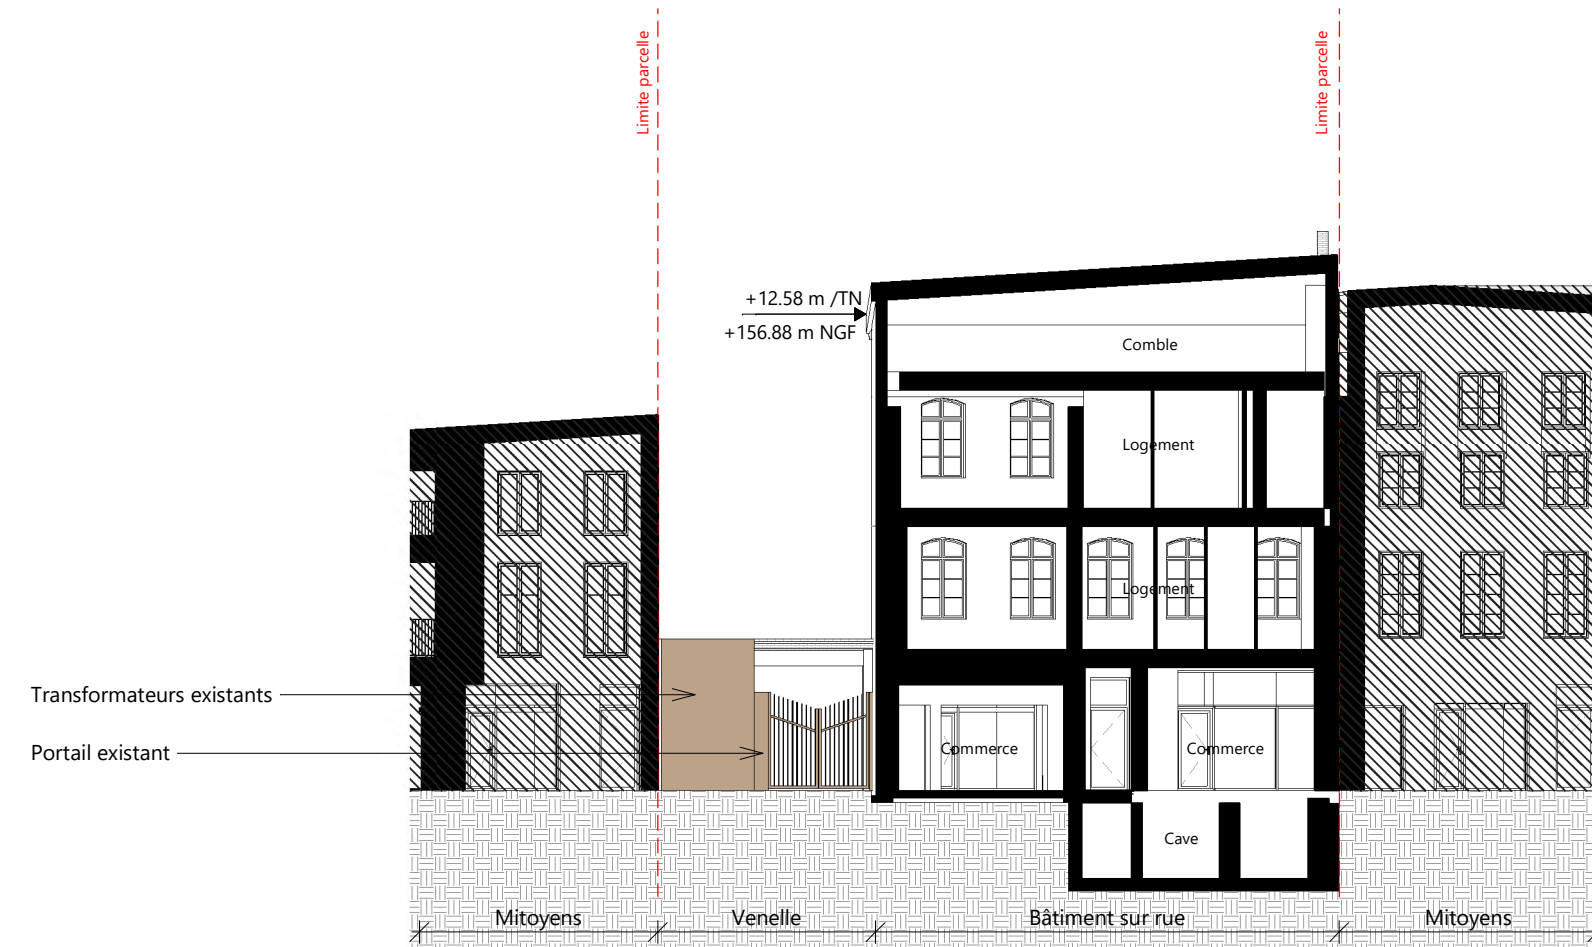 Limite parcelle
Limite parcelle
+12.58 m /TN
+156.88 m NGF
Comble
Logement
Logement
Transformateurs existants
Portail existant
Commerce
Commerce
Cave
Mitoyens
Venelle
Bâtiment sur rue
Mitoyens